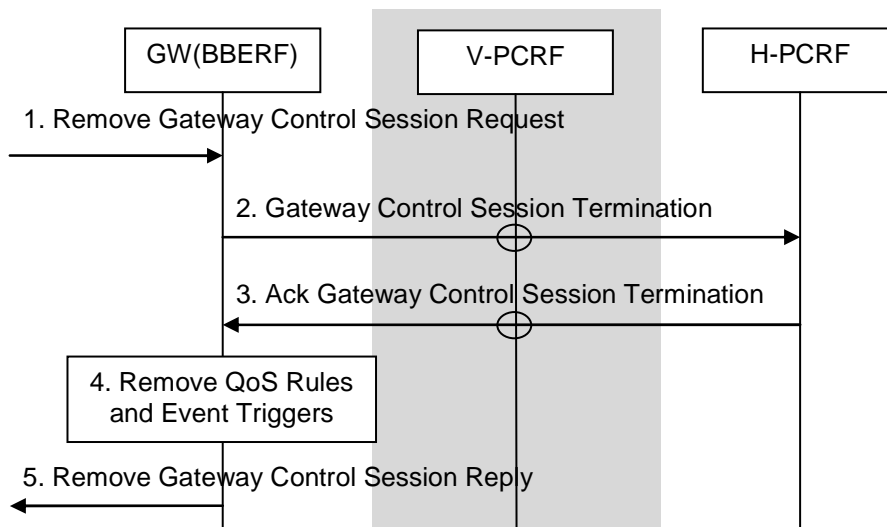 GW(BBERF)
V-PCRF
H-PCRF
1. Remove Gateway Control Session Request
2. Gateway Control Session Termination
3. Ack Gateway Control Session Termination
4. Remove QoS Rules
and Event Triggers
5. Remove Gateway Control Session Reply